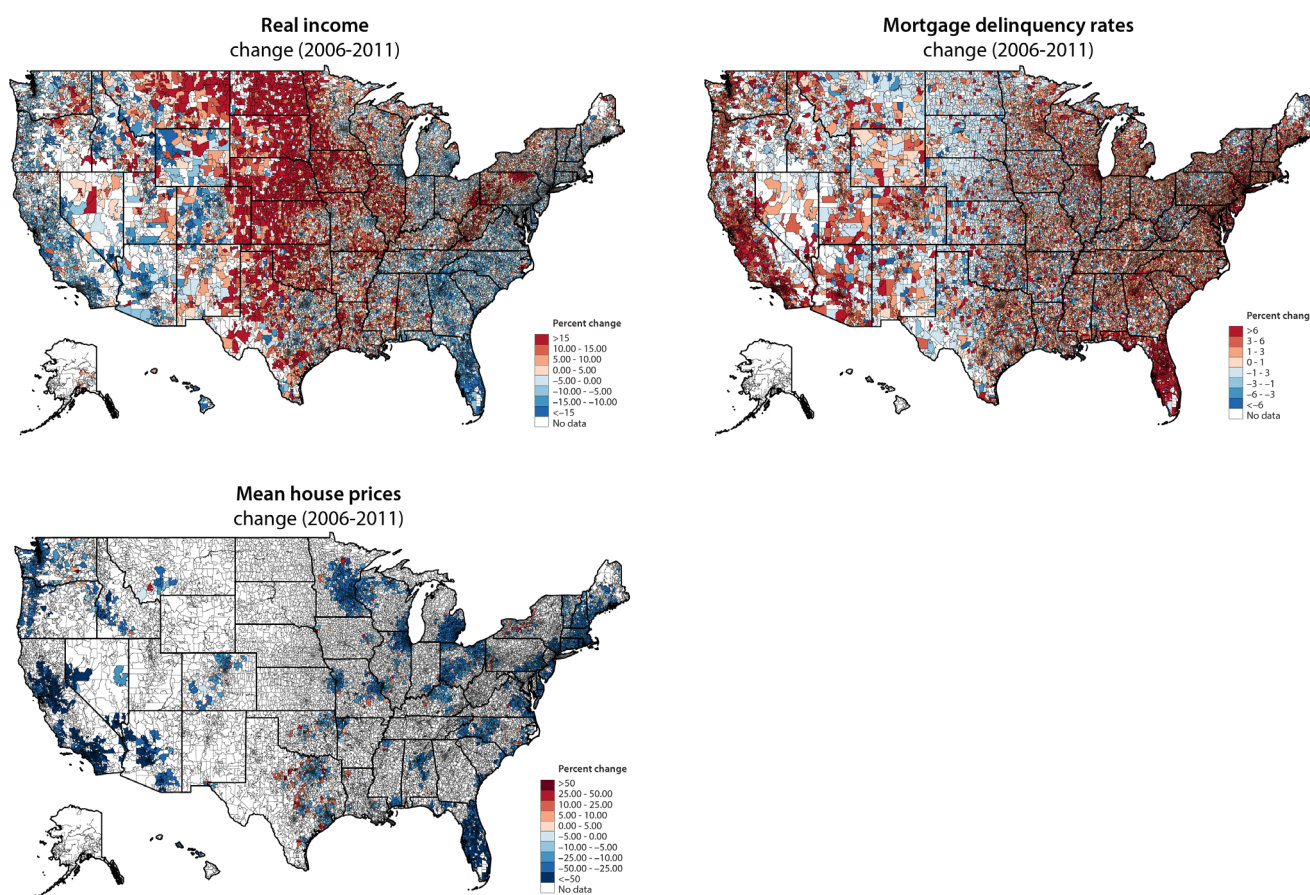 Real income
change (2006-2011)
Percent change
>15
10.00 - 15.00
5.00 - 10.00
0.00 - 5.00
−5.00 - 0.00
−10.00 - −5.00
−15.00 - −10.00
<−15
No data
Mortgage delinquency rates
change (2006-2011)
Percent change
>6
3 - 6
1 - 3
0 - 1
−1 - 3
−3 - −1
−6 - −3
<−6
No data
Mean house prices
change (2006-2011)
Percent change
>50
25.00 - 50.00
10.00 - 25.00
5.00 - 10.00
0.00 - 5.00
−5.00 - 0.00
−10.00 - −5.00
−25.00 - −10.00
−50.00 - −25.00
<−50
No data